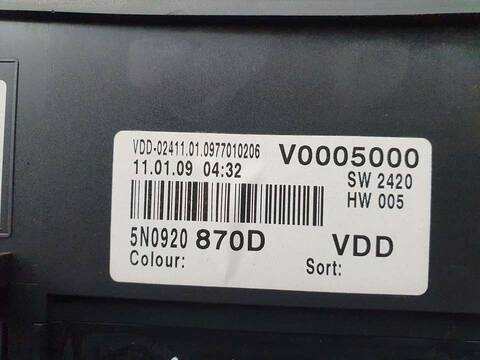 VDD-02411.01.0977010206 V0005000
11.01.09 04:32 SW 2420
HW 005
5N0920 870D VDD
Colour: Sort: